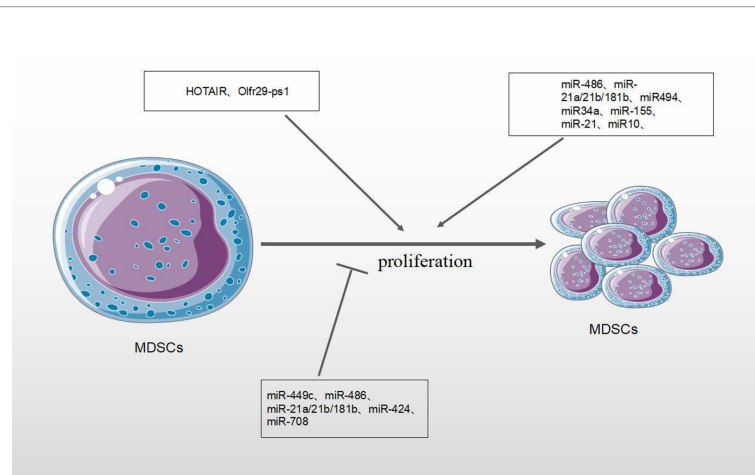 HOTAIR、Olfr29-ps1
miR-486、miR-
21a/21b/181b、miR494、
miR34a、miR-155、
miR-21、miR10、
proliferation
MDSCs
MDSCs
miR-449c、miR-486、
miR-21a/21b/181b、miR-424、
miR-708